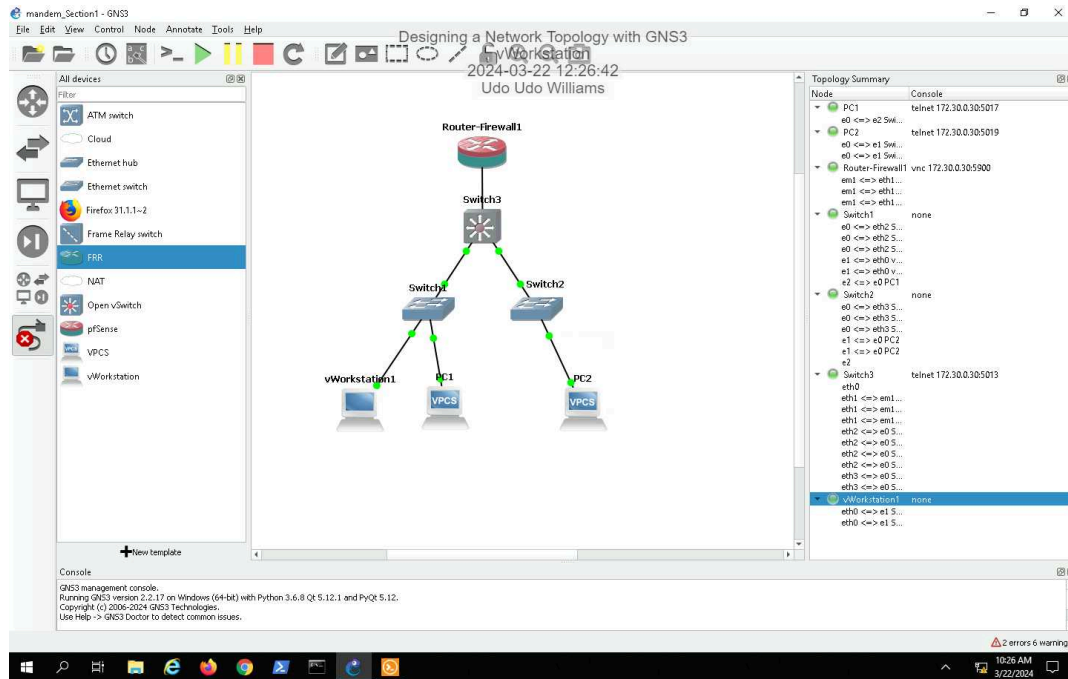 mandem_Section1 - GNS3
File Edit View Control Node Annotate Tools Help
Designing a Network Topology with GNS3
vWorkstation
2024-03-22 12:26:42
Udo Udo Williams
All devices
Filter
ATM switch
Cloud
Ethernet hub
Ethernet switch
Firefox 31.1.1~2
Frame Relay switch
FRR
NAT
Open vSwitch
pfSense
VPCS
vWorkstation
New template
Router-Firewall1
Switch3
Switch1
Switch2
vWorkstation1
PC1
PC2
VPCS
VPCS
Topology Summary
Node Console
PC1 telnet 172.30.0.30:5017
e0 <=> e2 Swi...
PC2 telnet 172.30.0.30:5019
e0 <=> e1 Swi...
e0 <=> e1 Swi...
Router-Firewall1 vnc 172.30.0.30:5900
em1 <=> eth1...
em1 <=> eth1...
em1 <=> eth1...
Switch1 none
e0 <=> eth2 S...
e0 <=> eth2 S...
e0 <=> eth2 S...
e1 <=> eth0 v...
e1 <=> eth0 v...
e2 <=> e0 PC1
Switch2 none
e0 <=> eth3 S...
e0 <=> eth3 S...
e0 <=> eth3 S...
e1 <=> e0 PC2
e1 <=> e0 PC2
e2
Switch3 telnet 172.30.0.30:5013
eth0
eth1 <=> em1...
eth1 <=> em1...
eth1 <=> em1...
eth2 <=> e0 S...
eth2 <=> e0 S...
eth2 <=> e0 S...
eth2 <=> e0 S...
eth3 <=> e0 S...
eth3 <=> e0 S...
vWorkstation1 none
eth0 <=> e1 S...
eth0 <=> e1 S...
Console
GNS3 management console.
Running GNS3 version 2.2.17 on Windows (64-bit) with Python 3.6.8 Qt 5.12.1 and PyQt 5.12.
Copyright (c) 2006-2024 GNS3 Technologies.
Use Help -> GNS3 Doctor to detect common issues.
2 errors 6 warning
10:26 AM
3/22/2024